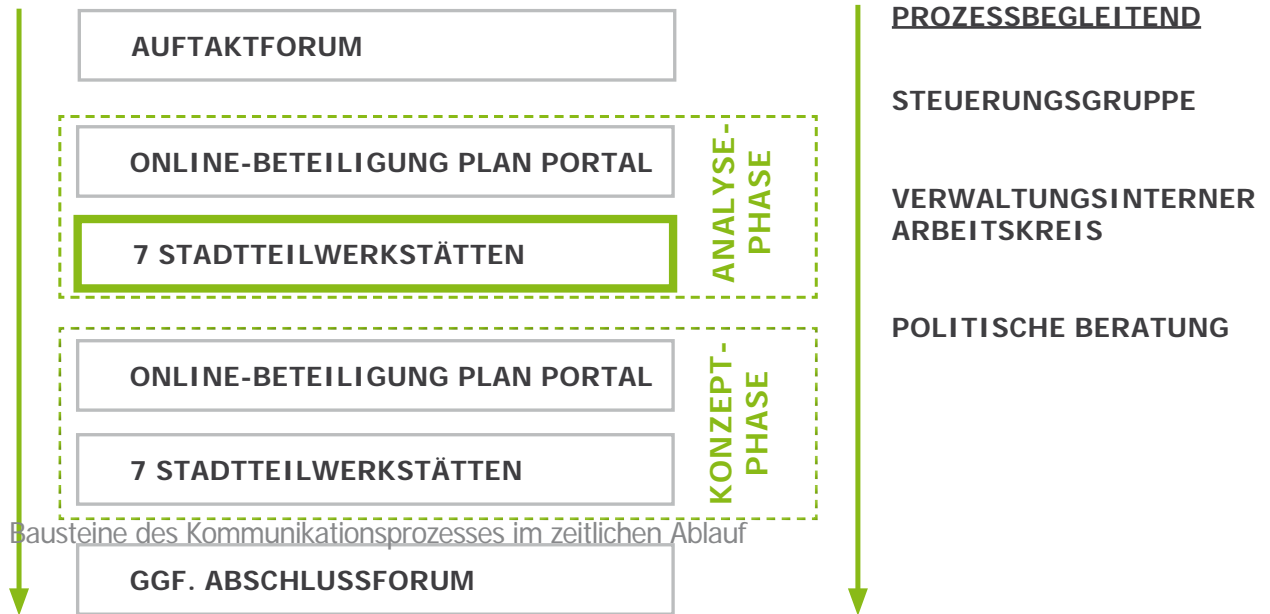 AUFTAKTFORUM
ONLINE-BETEILIGUNG PLAN PORTAL
7 STADTTEILWERKSTÄTTEN
ANALYSE-
PHASE
ONLINE-BETEILIGUNG PLAN PORTAL
7 STADTTEILWERKSTÄTTEN
KONZEPT-
PHASE
Bausteine des Kommunikationsprozesses im zeitlichen Ablauf
GGF. ABSCHLUSSFORUM
PROZESSBEGLEITEND
STEUERUNGSGRUPPE
VERWALTUNGSINTERNER
ARBEITSKREIS
POLITISCHE BERATUNG